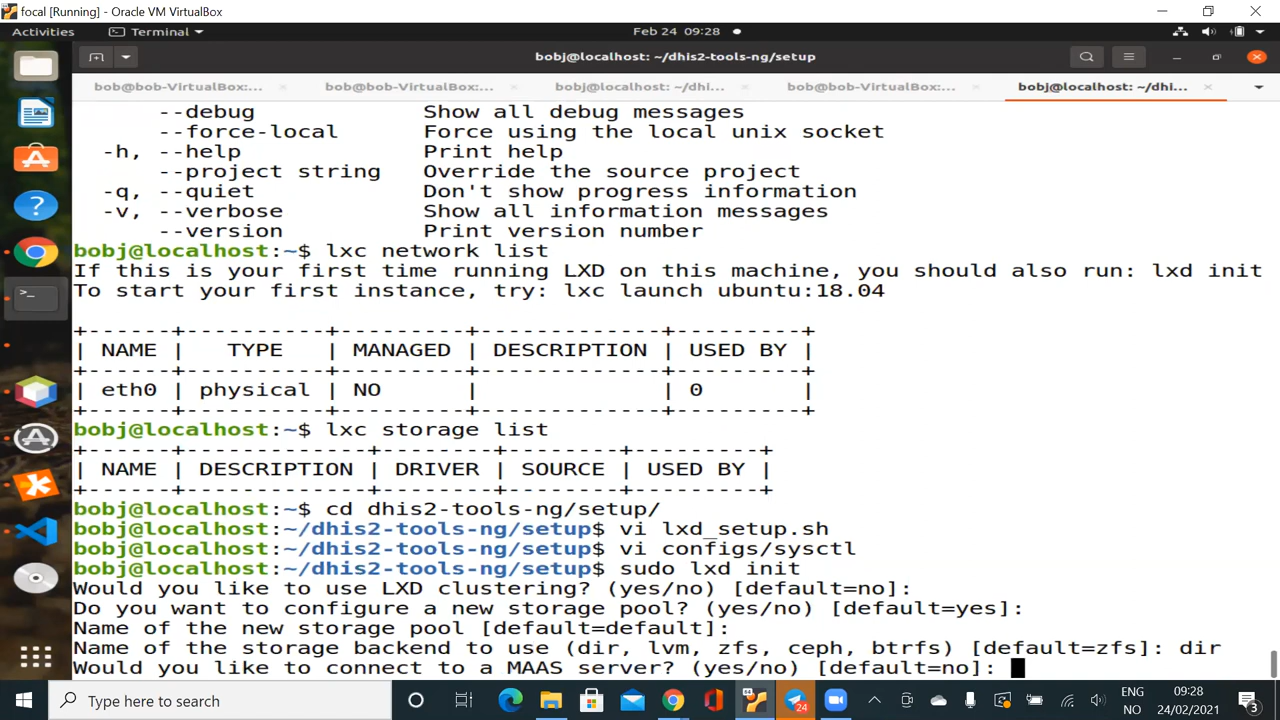 focal [Running] - Oracle VM VirtualBox
Activities Terminal Feb 24 09:28
bobj@localhost: ~/dhis2-tools-ng/setup
bob@bob-VirtualBox:... bob@bob-VirtualBox:... bobj@localhost: ~/dhi... bob@bob-VirtualBox:... bobj@localhost: ~/dhi...
--debug Show all debug messages
--force-local Force using the local unix socket
-h, --help Print help
--project string Override the source project
-q, --quiet Don't show progress information
-v, --verbose Show all information messages
--version Print version number
bobj@localhost:~$ lxc network list
If this is your first time running LXD on this machine, you should also run: lxd init
To start your first instance, try: lxc launch ubuntu:18.04
+------+----------+---------+-------------+---------+
| NAME | TYPE | MANAGED | DESCRIPTION | USED BY |
+------+----------+---------+-------------+---------+
| eth0 | physical | NO | | 0 |
+------+----------+---------+-------------+---------+
bobj@localhost:~$ lxc storage list
+------+-------------+--------+--------+---------+
| NAME | DESCRIPTION | DRIVER | SOURCE | USED BY |
+------+-------------+--------+--------+---------+
bobj@localhost:~$ cd dhis2-tools-ng/setup/
bobj@localhost:~/dhis2-tools-ng/setup$ vi lxd_setup.sh
bobj@localhost:~/dhis2-tools-ng/setup$ vi configs/sysctl
bobj@localhost:~/dhis2-tools-ng/setup$ sudo lxd init
Would you like to use LXD clustering? (yes/no) [default=no]:
Do you want to configure a new storage pool? (yes/no) [default=yes]:
Name of the new storage pool [default=default]:
Name of the storage backend to use (dir, lvm, zfs, ceph, btrfs) [default=zfs]: dir
Would you like to connect to a MAAS server? (yes/no) [default=no]:
Type here to search 24 ENG 09:28
NO 24/02/2021 3